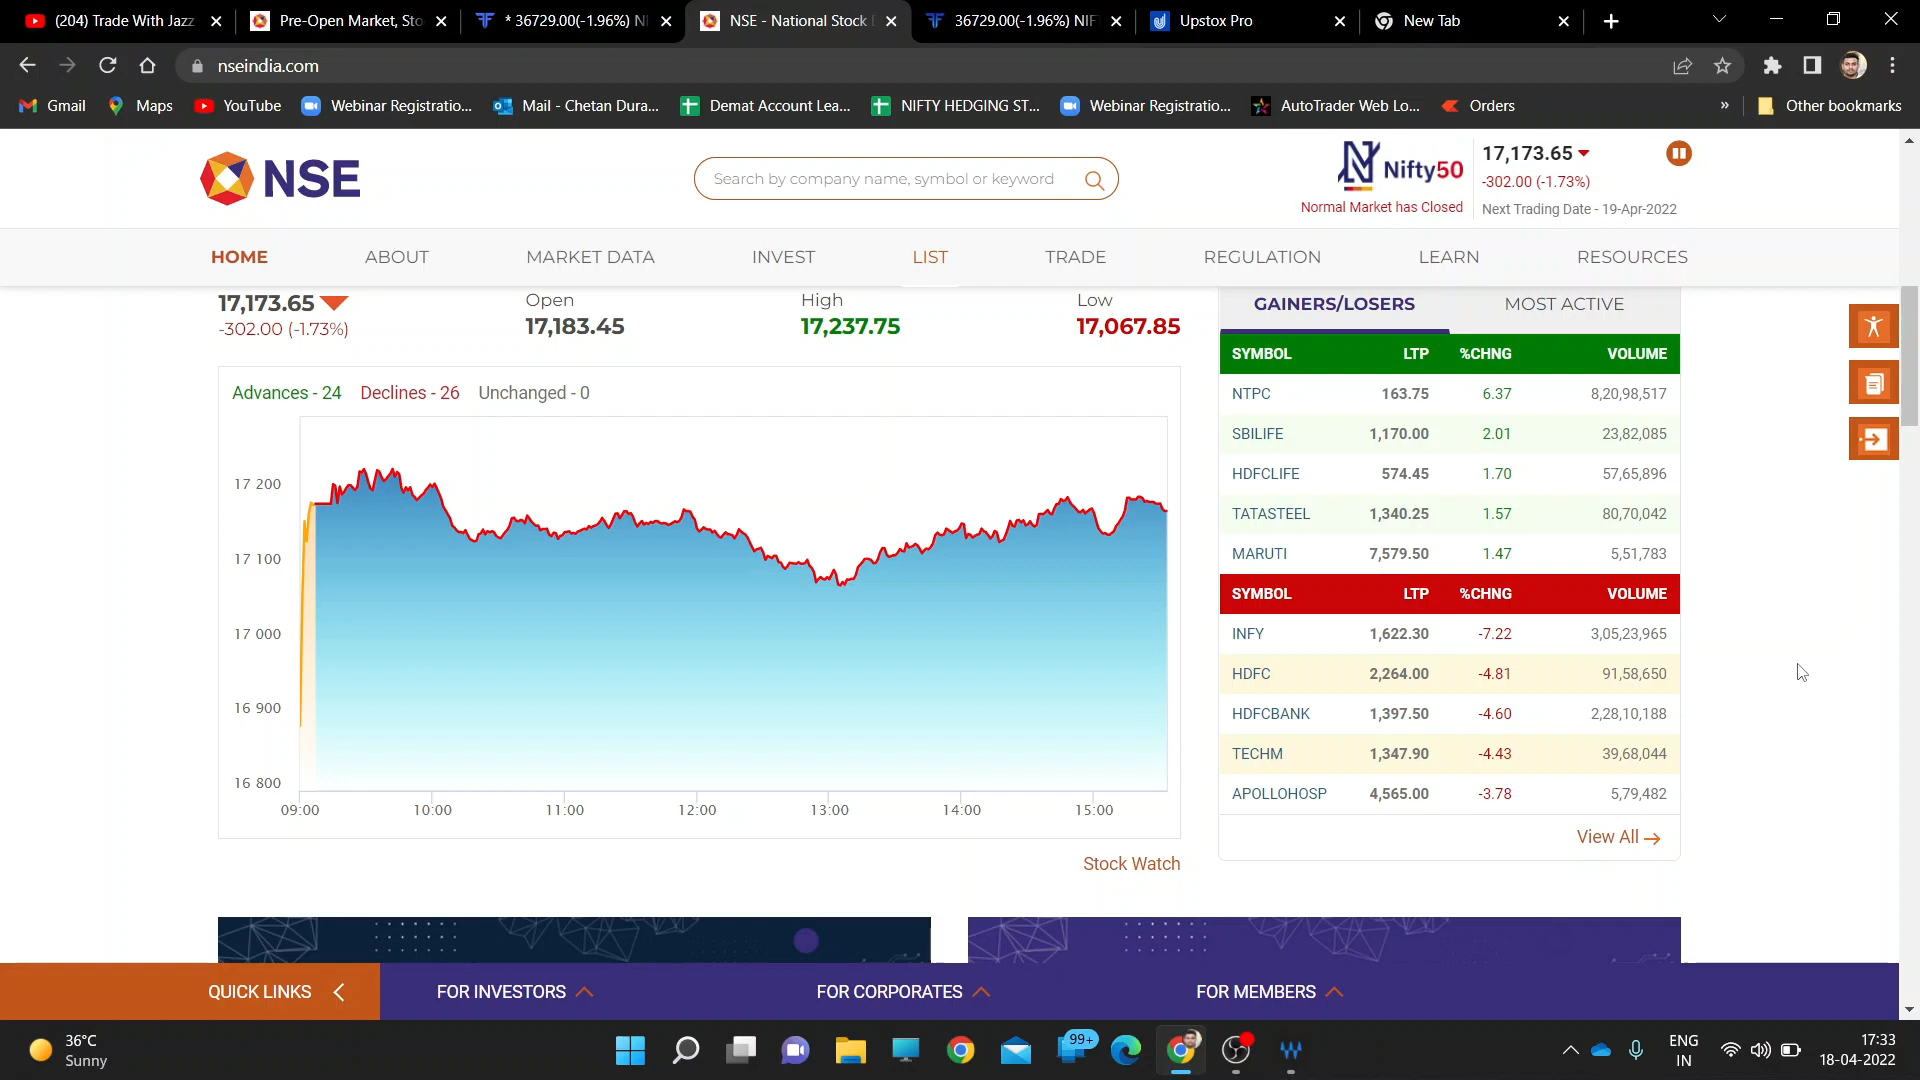 (204) Trade With Jazz
Pre-Open Market, Sto
* 36729.00(-1.96%) NI
NSE - National Stock E
36729.00(-1.96%) NIF
Upstox Pro
New Tab
nseindia.com
Gmail
Maps
YouTube
Webinar Registratio...
Mail - Chetan Dura...
Demat Account Lea...
NIFTY HEDGING ST...
Webinar Registratio...
AutoTrader Web Lo...
Orders
»
Other bookmarks
NSE
Search by company name, symbol or keyword
Nifty50
Normal Market has Closed
17,173.65
-302.00 (-1.73%)
Next Trading Date - 19-Apr-2022
HOME ABOUT MARKET DATA INVEST LIST TRADE REGULATION LEARN RESOURCES
17,173.65
-302.00 (-1.73%)
Open
17,183.45
High
17,237.75
Low
17,067.85
Advances - 24 Declines - 26 Unchanged - 0
17 200
17 100
17 000
16 900
16 800
09:00 10:00 11:00 12:00 13:00 14:00 15:00
Stock Watch
GAINERS/LOSERS MOST ACTIVE
SYMBOL LTP %CHNG VOLUME
NTPC 163.75 6.37 8,20,98,517
SBILIFE 1,170.00 2.01 23,82,085
HDFCLIFE 574.45 1.70 57,65,896
TATASTEEL 1,340.25 1.57 80,70,042
MARUTI 7,579.50 1.47 5,51,783
SYMBOL LTP %CHNG VOLUME
INFY 1,622.30 -7.22 3,05,23,965
HDFC 2,264.00 -4.81 91,58,650
HDFCBANK 1,397.50 -4.60 2,28,10,188
TECHM 1,347.90 -4.43 39,68,044
APOLLOHOSP 4,565.00 -3.78 5,79,482
View All
QUICK LINKS
FOR INVESTORS
FOR CORPORATES
FOR MEMBERS
36°C
Sunny
99+
ENG
IN
17:33
18-04-2022